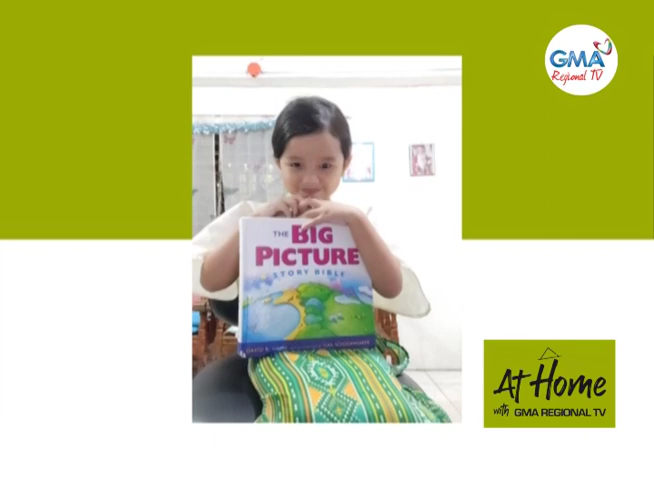 GMA
Regional TV
THE BIG
PICTURE
STORY BIBLE
At Home
with GMA REGIONAL TV